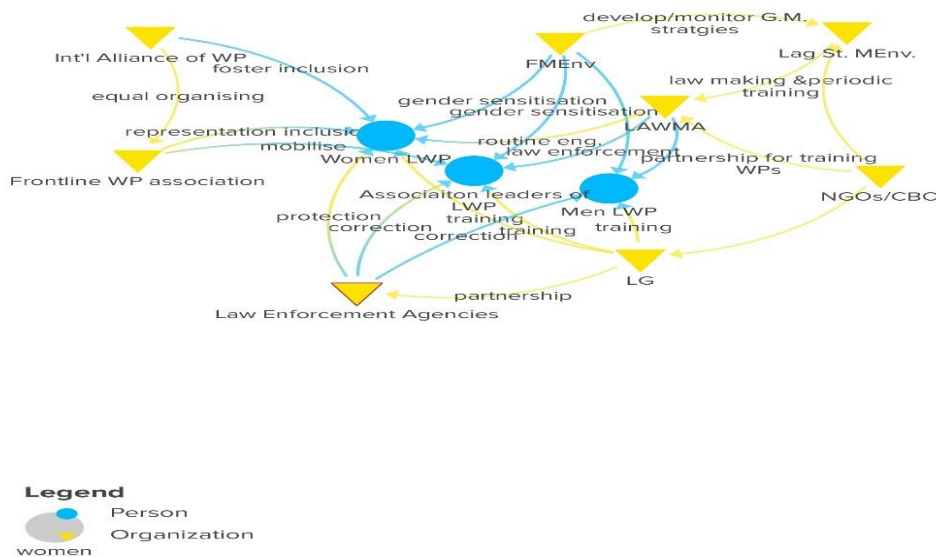 develop/monitor G.M.
stratgies
Int'l Alliance of WP
foster inclusion
FMEnv
Lag St. MEnv.
law making &periodic
training
equal organising
gender sensitisation
gender sensitisation
LAWMA
representation inclusio
routine eng.
mobilise
law enforcement
Women LWP
partnership for training
WPs
Frontline WP association
Associaiton leaders of
LWP
NGOs/CBO
Men LWP
protection
training
correction
training
correction
training
LG
partnership
Law Enforcement Agencies
Legend
Person
Organization
women